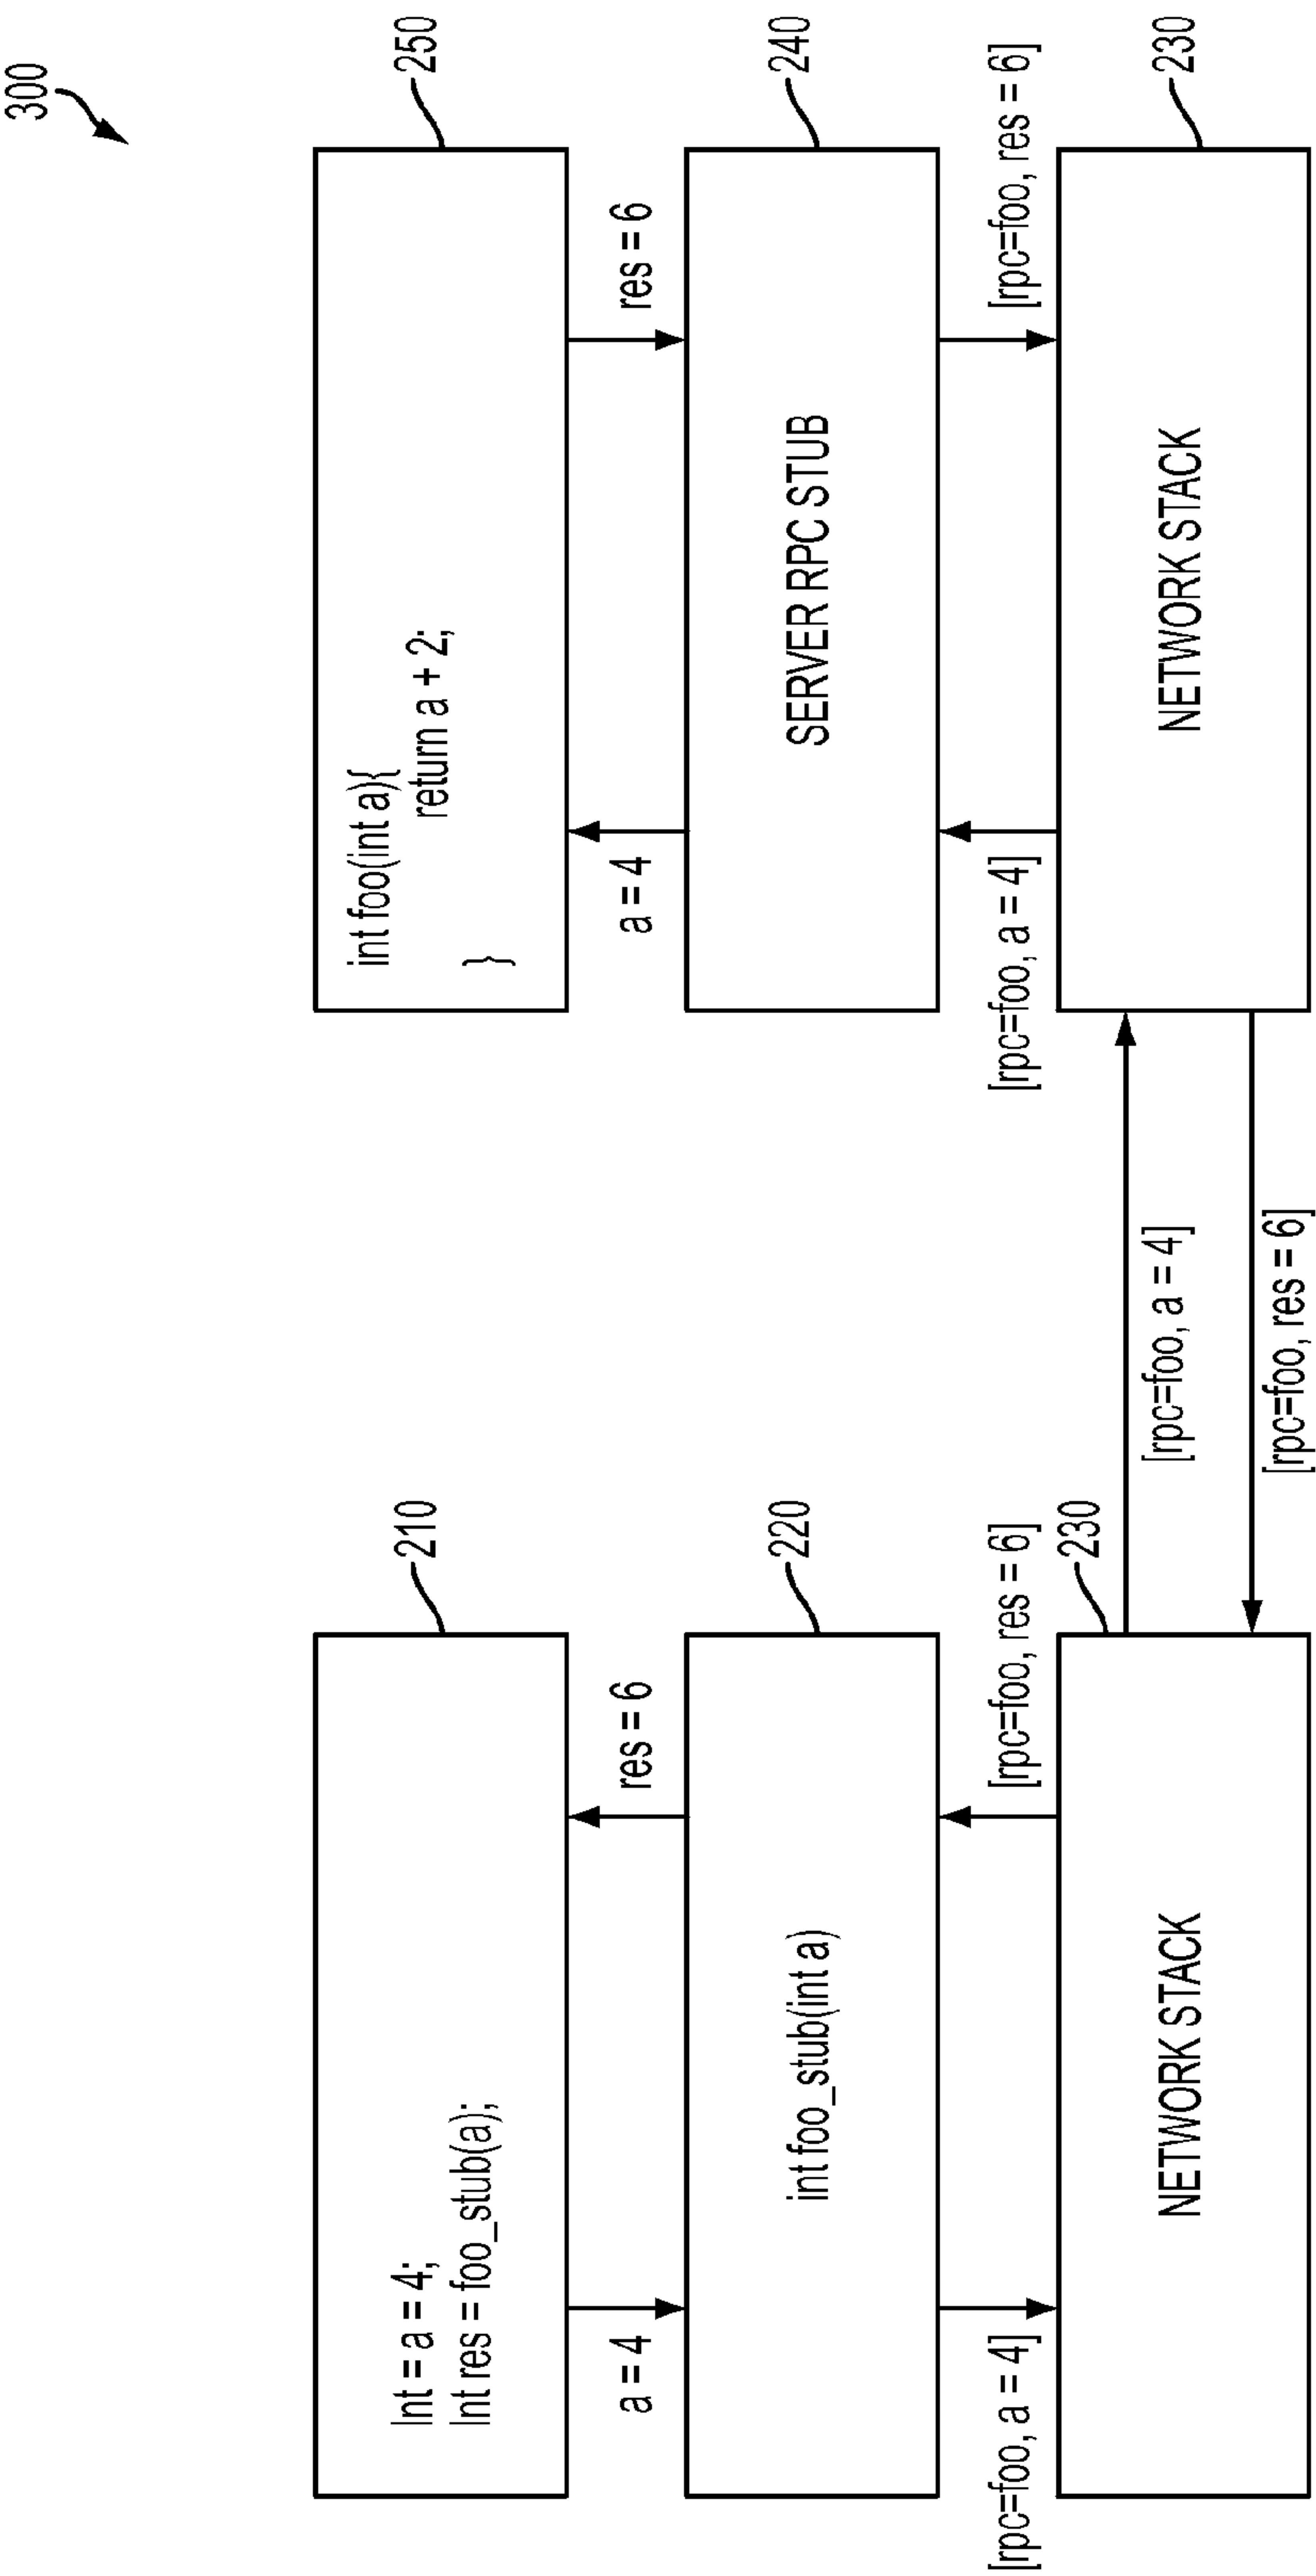 300
210
Int = a = 4;
Int res = foo_stub(a);
250
int foo(int a){
return a + 2;
}
a = 4
res = 6
a = 4
res = 6
220
int foo_stub(int a)
240
SERVER RPC STUB
[rpc=foo, a = 4]
[rpc=foo, res = 6]
[rpc=foo, a = 4]
[rpc=foo, res = 6]
230
NETWORK STACK
[rpc=foo, a = 4]
[rpc=foo, res = 6]
230
NETWORK STACK